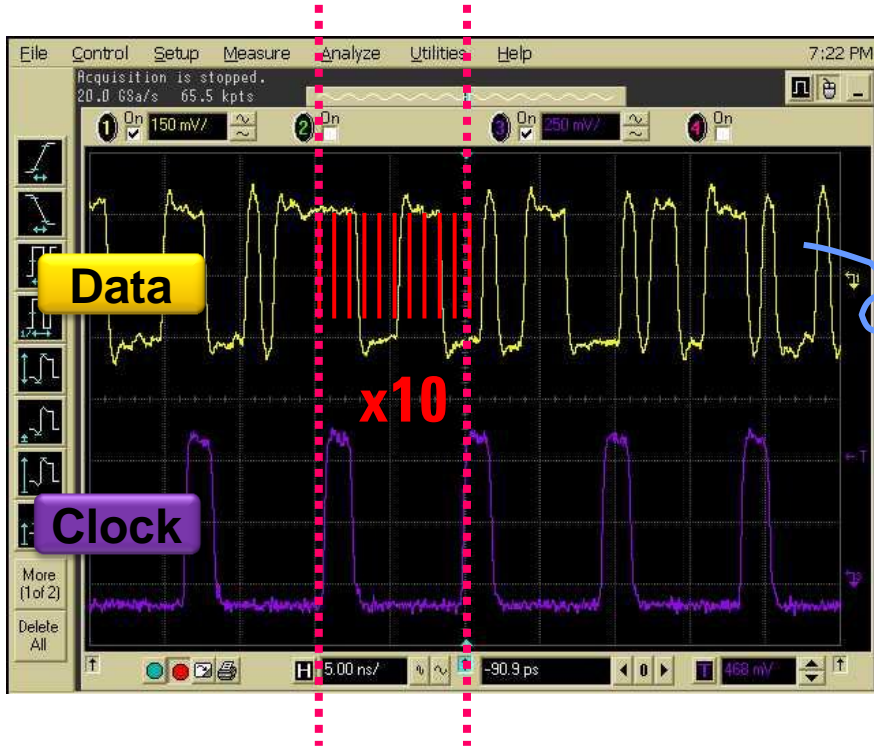 File Control Setup Measure Analyze Utilities Help 7:22 PM
Acquisition is stopped.
20.0 GSa/s 65.5 kpts
1 On 150 mV/ 2 On 3 On 250 mV/ 4 On
Data
x10
T
Clock
More
(1 of 2)
Delete
All
H 5.00 ns/ -90.9 ps 0 T 468 mV